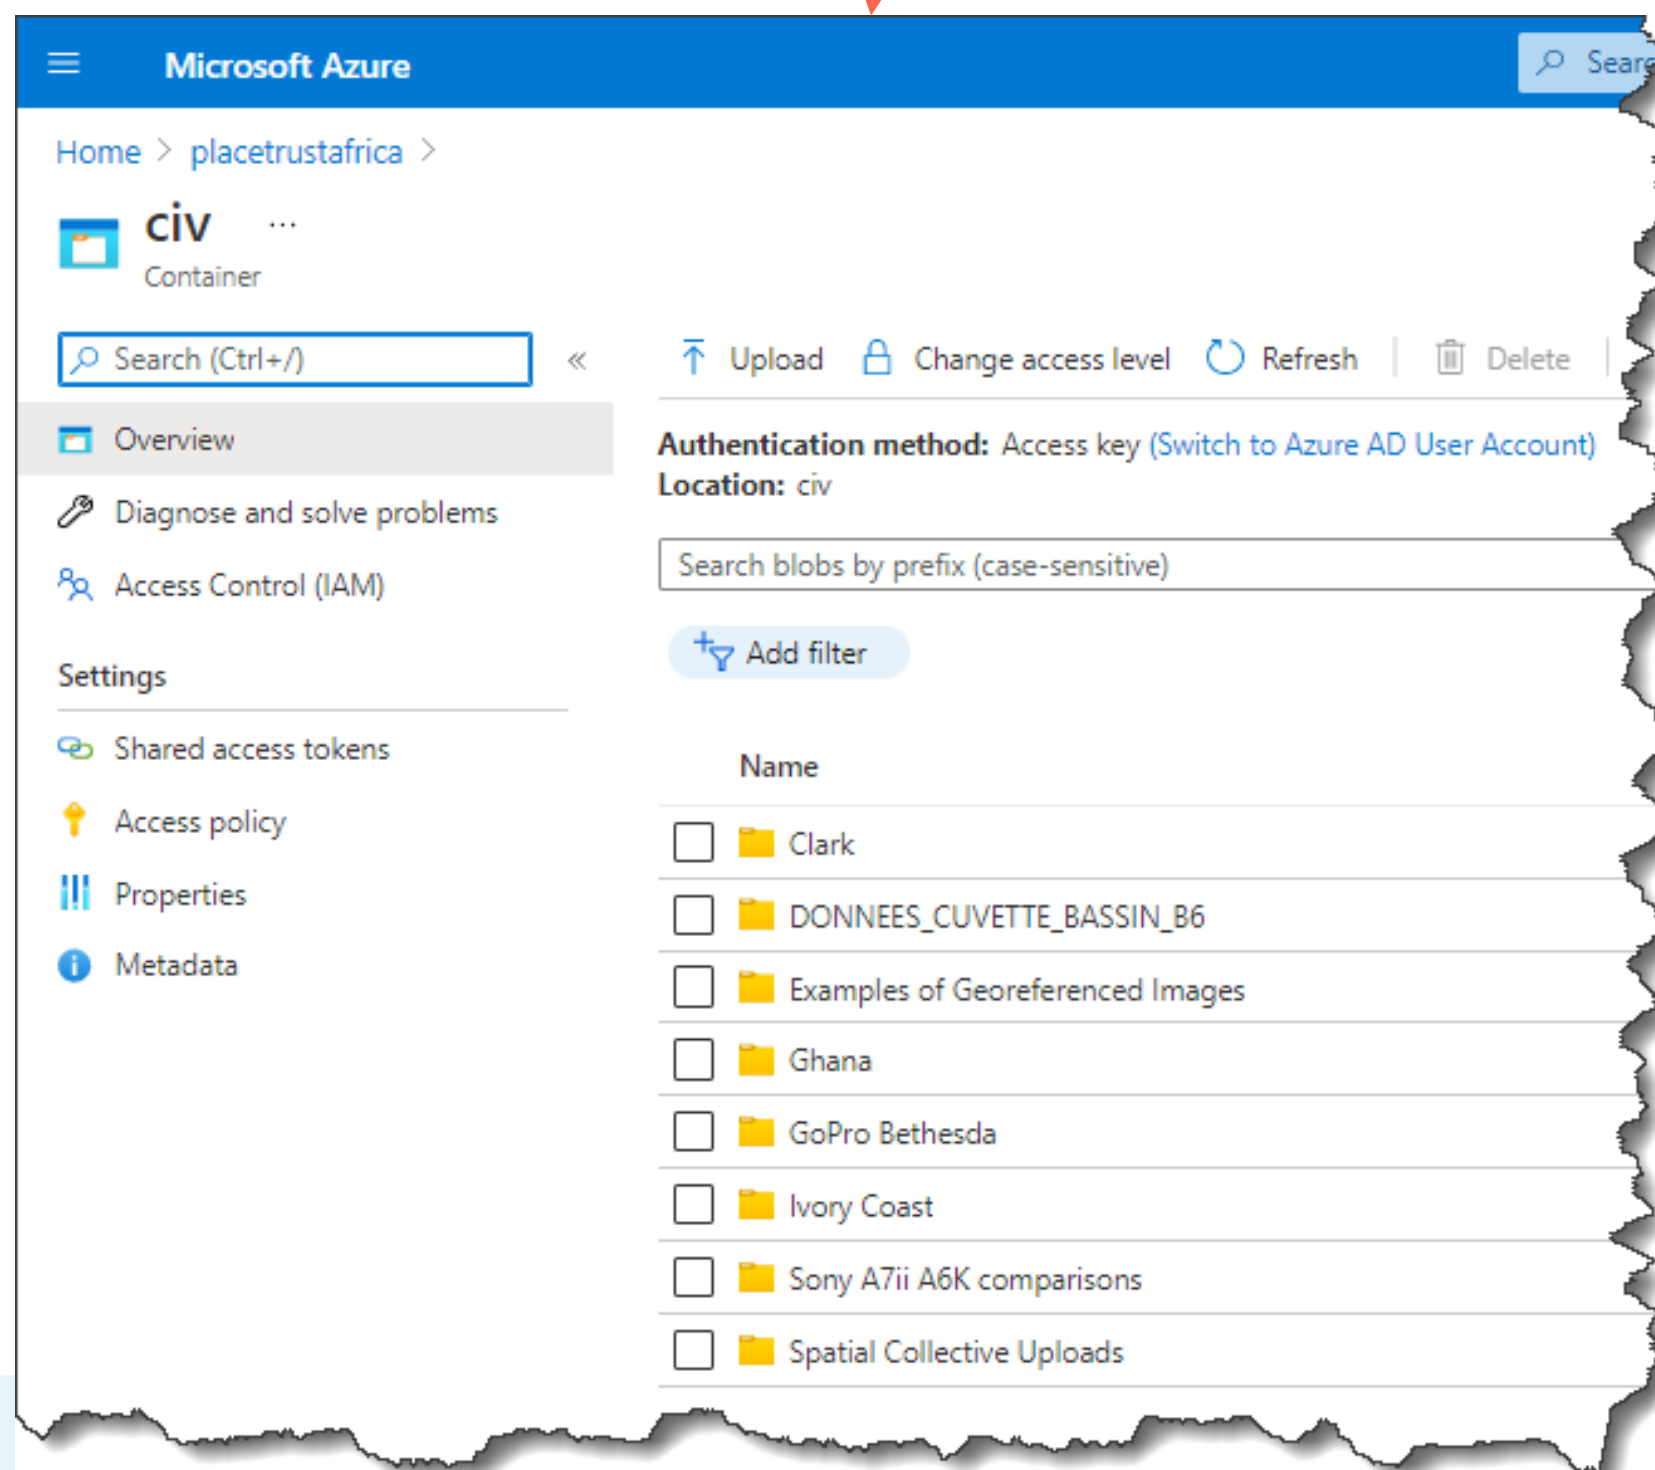 Microsoft Azure
Home > placetrustafrica >
civ ...
Container
Search (Ctrl+/)
«
Upload Change access level Refresh Delete
Overview
Diagnose and solve problems
Access Control (IAM)
Settings
Shared access tokens
Access policy
Properties
Metadata
Authentication method: Access key (Switch to Azure AD User Account)
Location: civ
Search blobs by prefix (case-sensitive)
Add filter
Name
Clark
DONNEES_CUVETTE_BASSIN_B6
Examples of Georeferenced Images
Ghana
GoPro Bethesda
Ivory Coast
Sony A7ii A6K comparisons
Spatial Collective Uploads